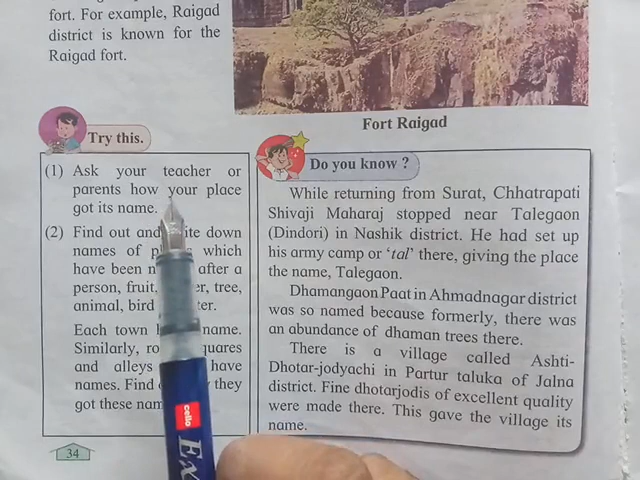 fort. For example, Raigad
district is known for the
Raigad fort.
Fort Raigad
Try this.
(1) Ask your teacher or
parents how your place
got its name.
(2) Find out and down
names of which
have been after a
person, fruit, tree,
animal, bird
Each town name.
Similarly,
and alleys have
names. Find they
got these
34
Do you know ?
While returning from Surat, Chhatrapati
Shivaji Maharaj stopped near Talegaon
(Dindori) in Nashik district. He had set up
his army camp or 'tal' there, giving the place
the name, Talegaon.
Dhamangaon Paat in Ahmadnagar district
was so named because formerly, there was
an abundance of dhaman trees there.
There is a village called Ashti-
Dhotar-jodyachi in Partur taluka of Jalna
district. Fine dhotarjodis of excellent quality
were made there. This gave the village its
name.
cello
Ex